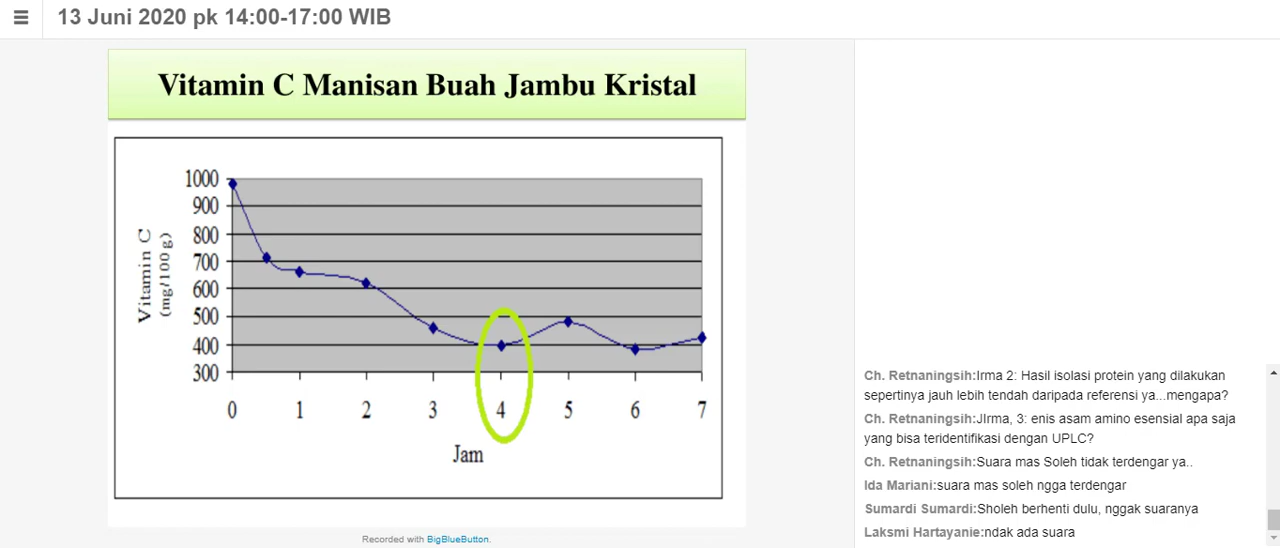 13 Juni 2020 pk 14:00-17:00 WIB
Vitamin C Manisan Buah Jambu Kristal
1000
900
800
700
600
500
400
300
Vitamin C
(mg/100 g)
0 1 2 3 4 5 6 7
Jam
Recorded with BigBlueButton.
Ch. Retnaningsih:Irma 2: Hasil isolasi protein yang dilakukan
sepertinya jauh lebih tendah daripada referensi ya...mengapa?
Ch. Retnaningsih:JIrma, 3: enis asam amino esensial apa saja
yang bisa teridentifikasi dengan UPLC?
Ch. Retnaningsih:Suara mas Soleh tidak terdengar ya..
Ida Mariani:suara mas soleh ngga terdengar
Sumardi Sumardi:Sholeh berhenti dulu, nggak suaranya
Laksmi Hartayanie:ndak ada suara